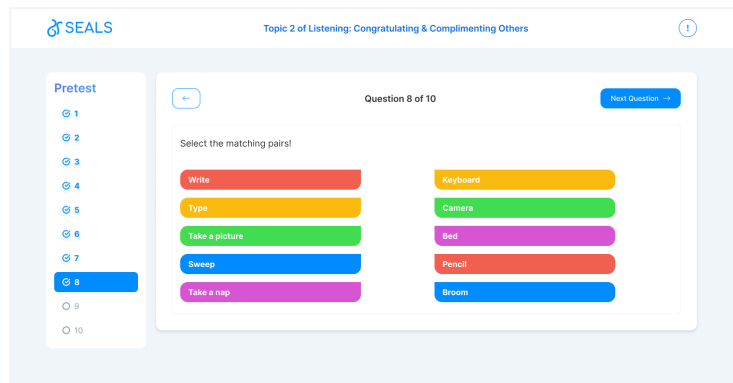 SEALS
Topic 2 of Listening: Congratulating & Complimenting Others
!
Pretest
1
2
3
4
5
6
7
8
9
10
←
Question 8 of 10
Next Question →
Select the matching pairs!
Write
Keyboard
Type
Camera
Take a picture
Bed
Sweep
Pencil
Take a nap
Broom